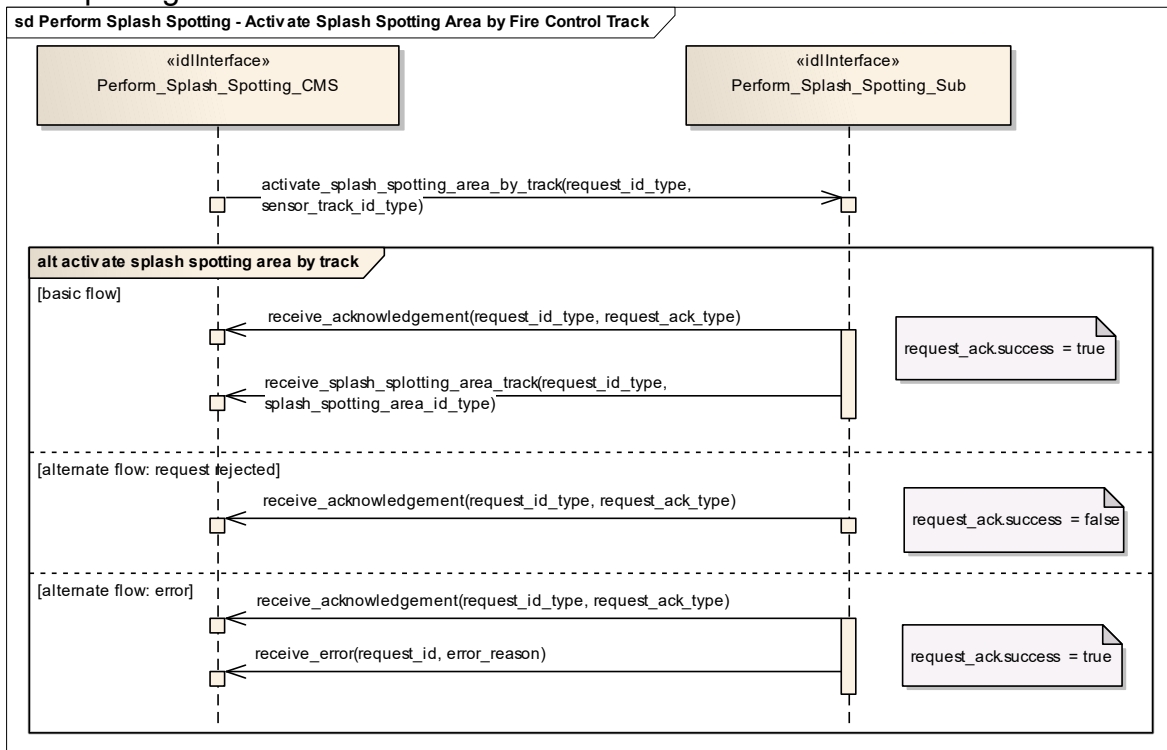 sd Perform Splash Spotting - Activate Splash Spotting Area by Fire Control Track
«idlInterface»
Perform_Splash_Spotting_CMS
«idlInterface»
Perform_Splash_Spotting_Sub
activate_splash_spotting_area_by_track(request_id_type,
sensor_track_id_type)
alt activate splash spotting area by track
[basic flow]
receive_acknowledgement(request_id_type, request_ack_type)
request_ack.success = true
receive_splash_splotting_area_track(request_id_type,
splash_spotting_area_id_type)
[alternate flow: request rejected]
receive_acknowledgement(request_id_type, request_ack_type)
request_ack.success = false
[alternate flow: error]
receive_acknowledgement(request_id_type, request_ack_type)
receive_error(request_id, error_reason)
request_ack.success = true